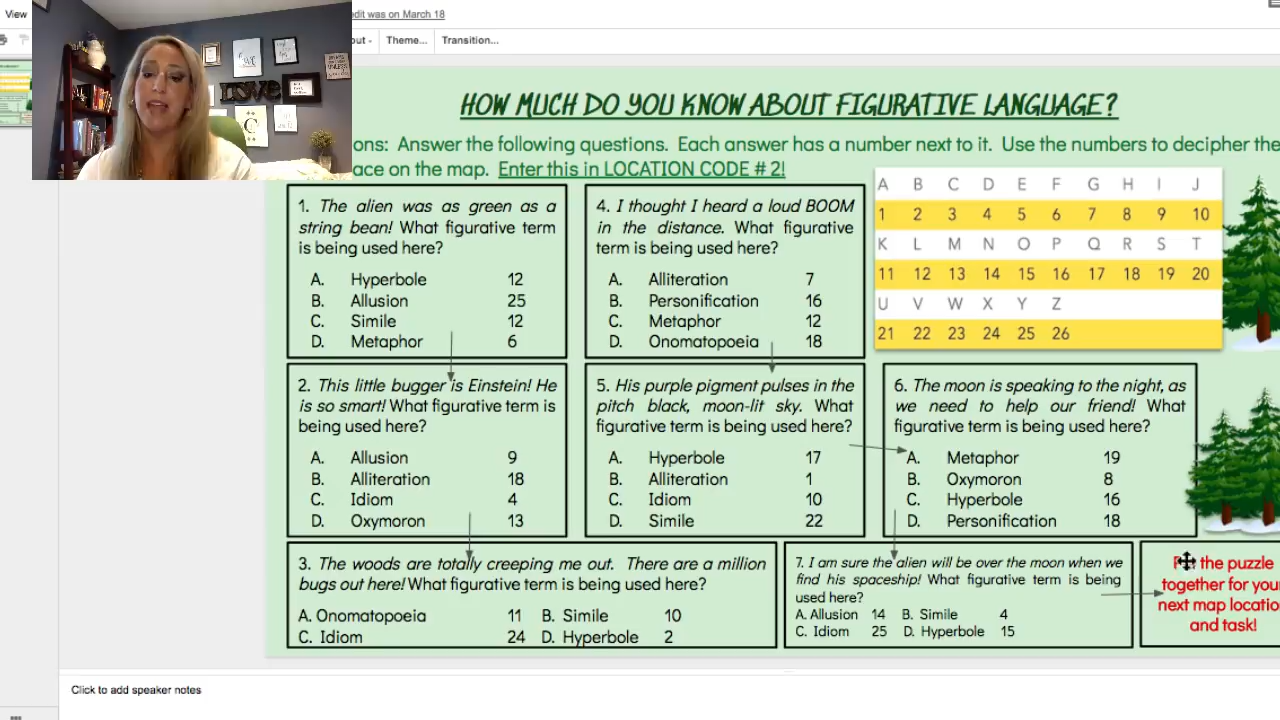 View
edit was on March 18
out
Theme...
Transition...
LOVE
C
HOW MUCH DO YOU KNOW ABOUT FIGURATIVE LANGUAGE?
ons: Answer the following questions. Each answer has a number next to it. Use the numbers to decipher the
ace on the map. Enter this in LOCATION CODE # 2!
A B C D E F G H I J
1 2 3 4 5 6 7 8 9 10
K L M N O P Q R S T
11 12 13 14 15 16 17 18 19 20
U V W X Y Z
21 22 23 24 25 26
1. The alien was as green as a
string bean! What figurative term
is being used here?
A. Hyperbole 12
B. Allusion 25
C. Simile 12
D. Metaphor 6
4. I thought I heard a loud BOOM
in the distance. What figurative
term is being used here?
A. Alliteration 7
B. Personification 16
C. Metaphor 12
D. Onomatopoeia 18
2. This little bugger is Einstein! He
is so smart! What figurative term is
being used here?
A. Allusion 9
B. Alliteration 18
C. Idiom 4
D. Oxymoron 13
5. His purple pigment pulses in the
pitch black, moon-lit sky. What
figurative term is being used here?
A. Hyperbole 17
B. Alliteration 1
C. Idiom 10
D. Simile 22
6. The moon is speaking to the night, as
we need to help our friend! What
figurative term is being used here?
A. Metaphor 19
B. Oxymoron 8
C. Hyperbole 16
D. Personification 18
3. The woods are totally creeping me out. There are a million
bugs out here! What figurative term is being used here?
A. Onomatopoeia 11 B. Simile 10
C. Idiom 24 D. Hyperbole 2
7. I am sure the alien will be over the moon when we
find his spaceship! What figurative term is being
used here?
A. Allusion 14 B. Simile 4
C. Idiom 25 D. Hyperbole 15
the puzzle
together for your
next map location
and task!
Click to add speaker notes